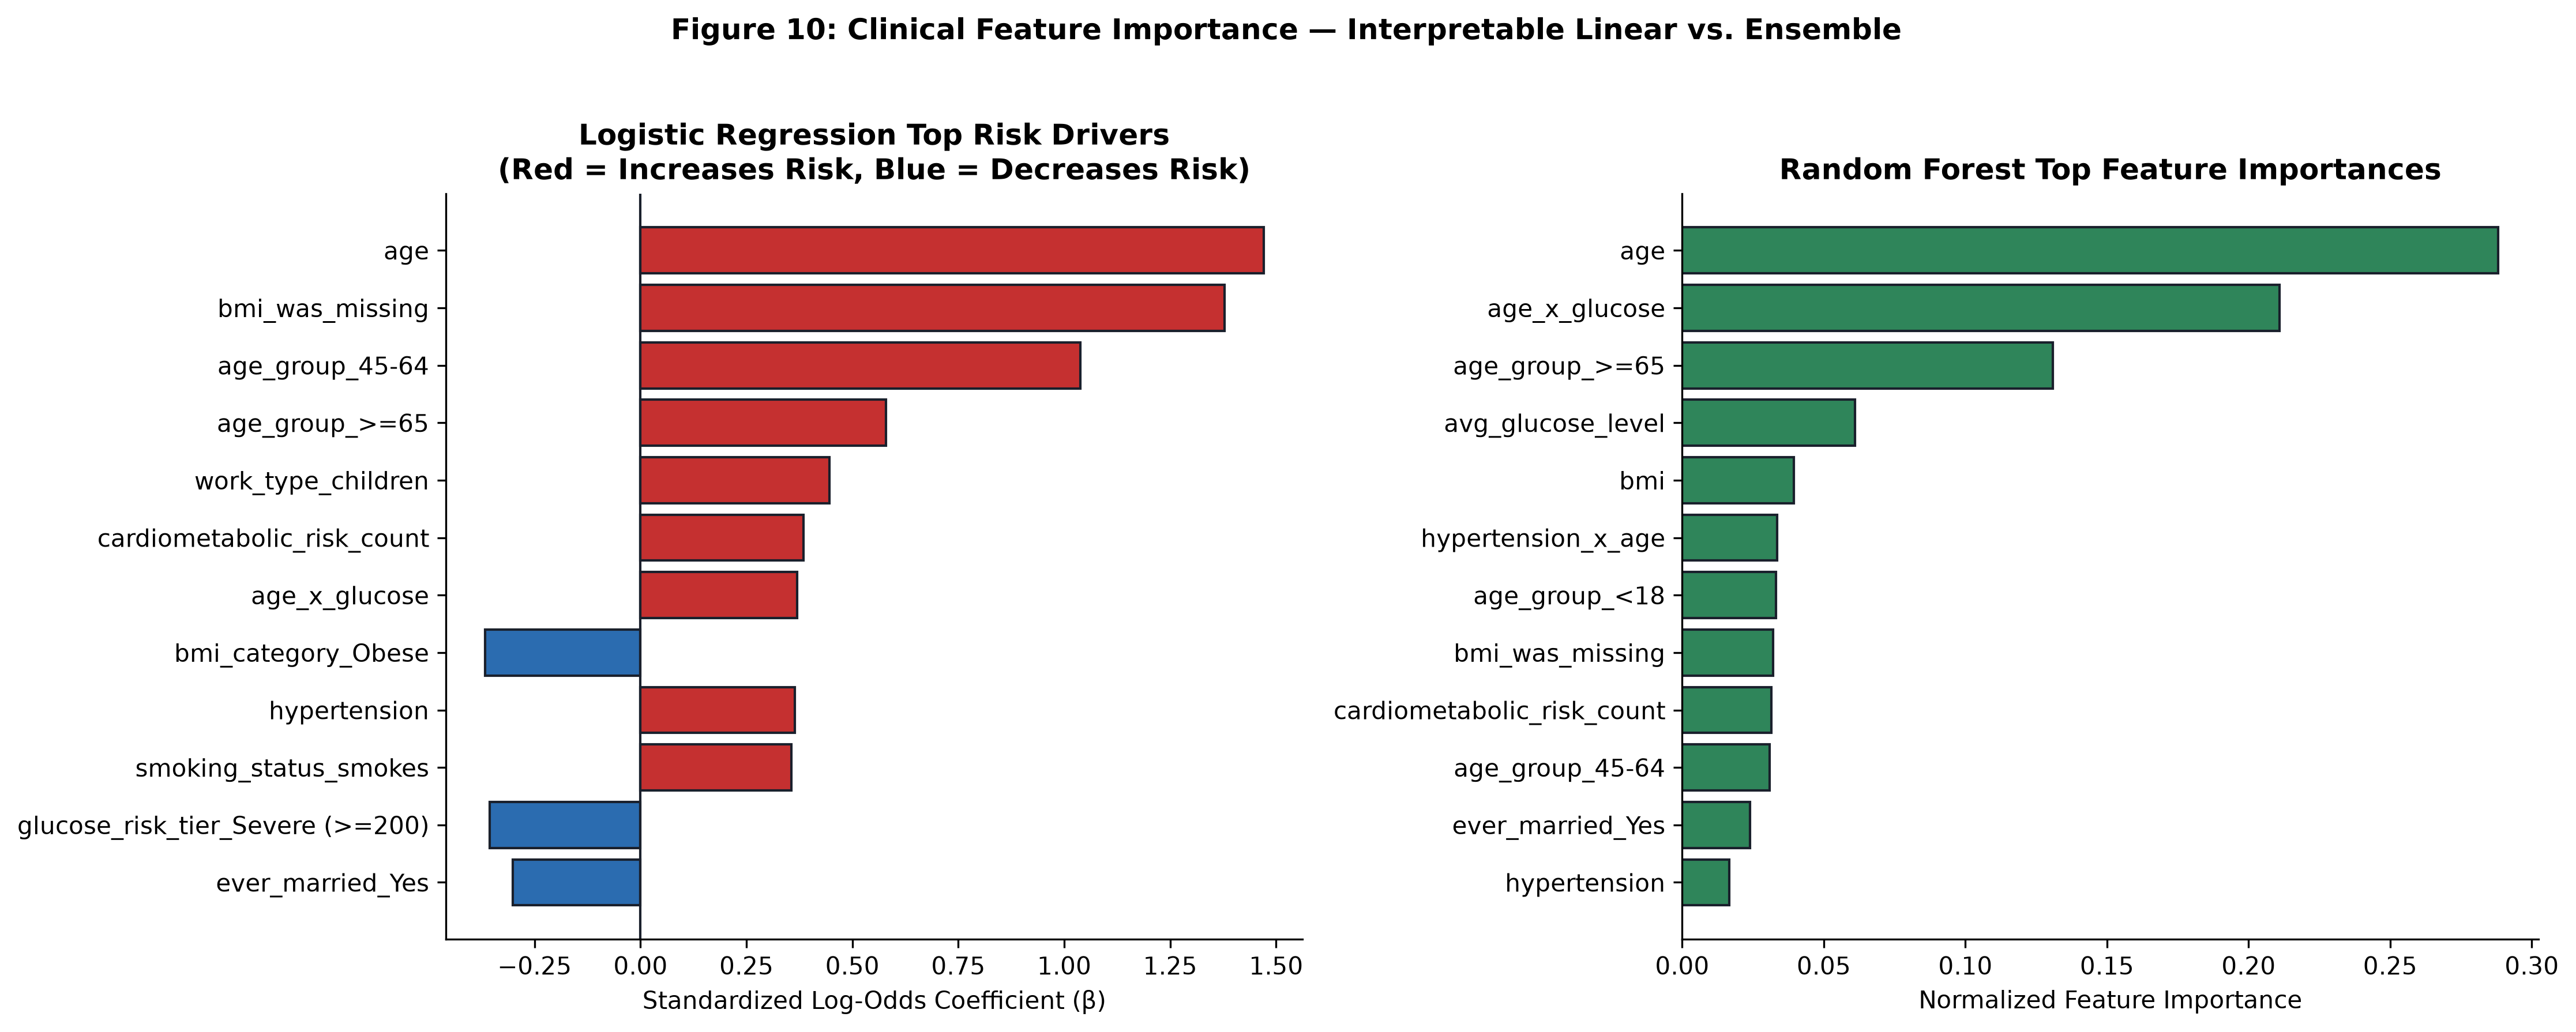 Figure 10: Clinical Feature Importance — Interpretable Linear vs. Ensemble
Logistic Regression Top Risk Drivers
(Red = Increases Risk, Blue = Decreases Risk)
age
bmi_was_missing
age_group_45-64
age_group_>=65
work_type_children
cardiometabolic_risk_count
age_x_glucose
bmi_category_Obese
hypertension
smoking_status_smokes
glucose_risk_tier_Severe (>=200)
ever_married_Yes
−0.25 0.00 0.25 0.50 0.75 1.00 1.25 1.50
Standardized Log-Odds Coefficient (β)
Random Forest Top Feature Importances
age
age_x_glucose
age_group_>=65
avg_glucose_level
bmi
hypertension_x_age
age_group_<18
bmi_was_missing
cardiometabolic_risk_count
age_group_45-64
ever_married_Yes
hypertension
0.00 0.05 0.10 0.15 0.20 0.25 0.30
Normalized Feature Importance